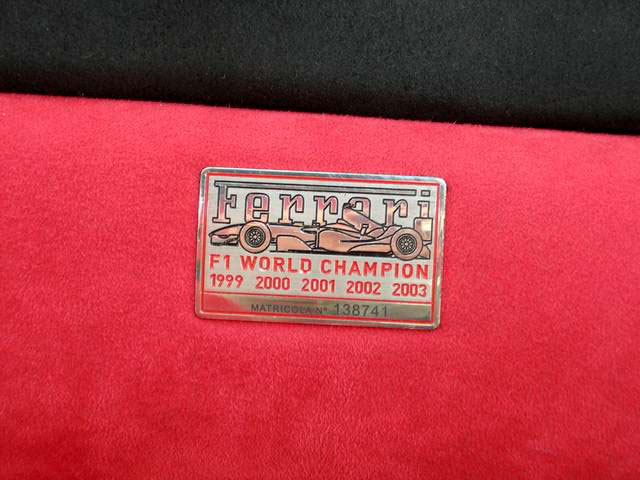 Ferrari
F1 WORLD CHAMPION
1999 2000 2001 2002 2003
MATRICOLA N° 138741